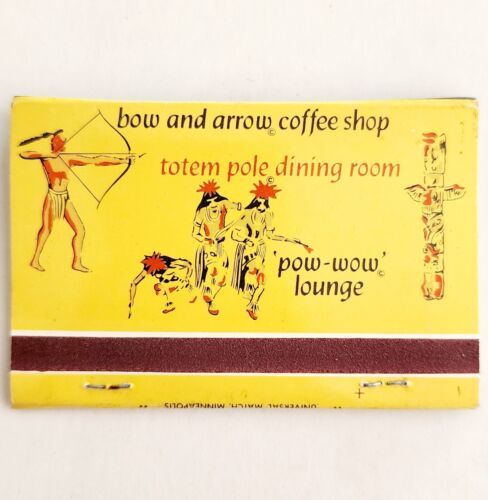 bow and arrow© coffee shop
totem pole dining room
©
'pow-wow'©
lounge
UNIVERSAL MATCH, MINNEAPOLIS